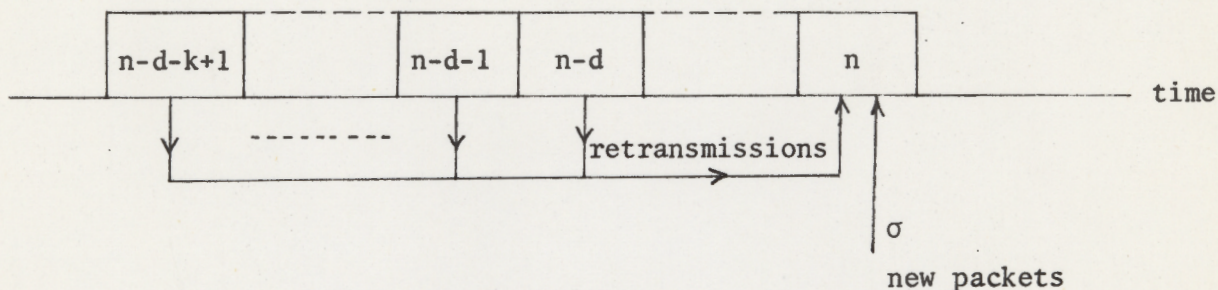 n-d-k+1
n-d-1
n-d
n
time
retransmissions
σ
new packets